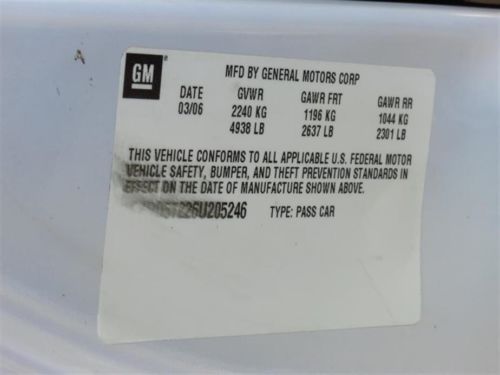 GM
MFD BY GENERAL MOTORS CORP
DATE GVWR GAWR FRT GAWR RR
03/06 2240 KG 1196 KG 1044 KG
4938 LB 2637 LB 2301 LB
THIS VEHICLE CONFORMS TO ALL APPLICABLE U.S. FEDERAL MOTOR
VEHICLE SAFETY, BUMPER, AND THEFT PREVENTION STANDARDS IN
EFFECT ON THE DATE OF MANUFACTURE SHOWN ABOVE.
TYPE: PASS CAR